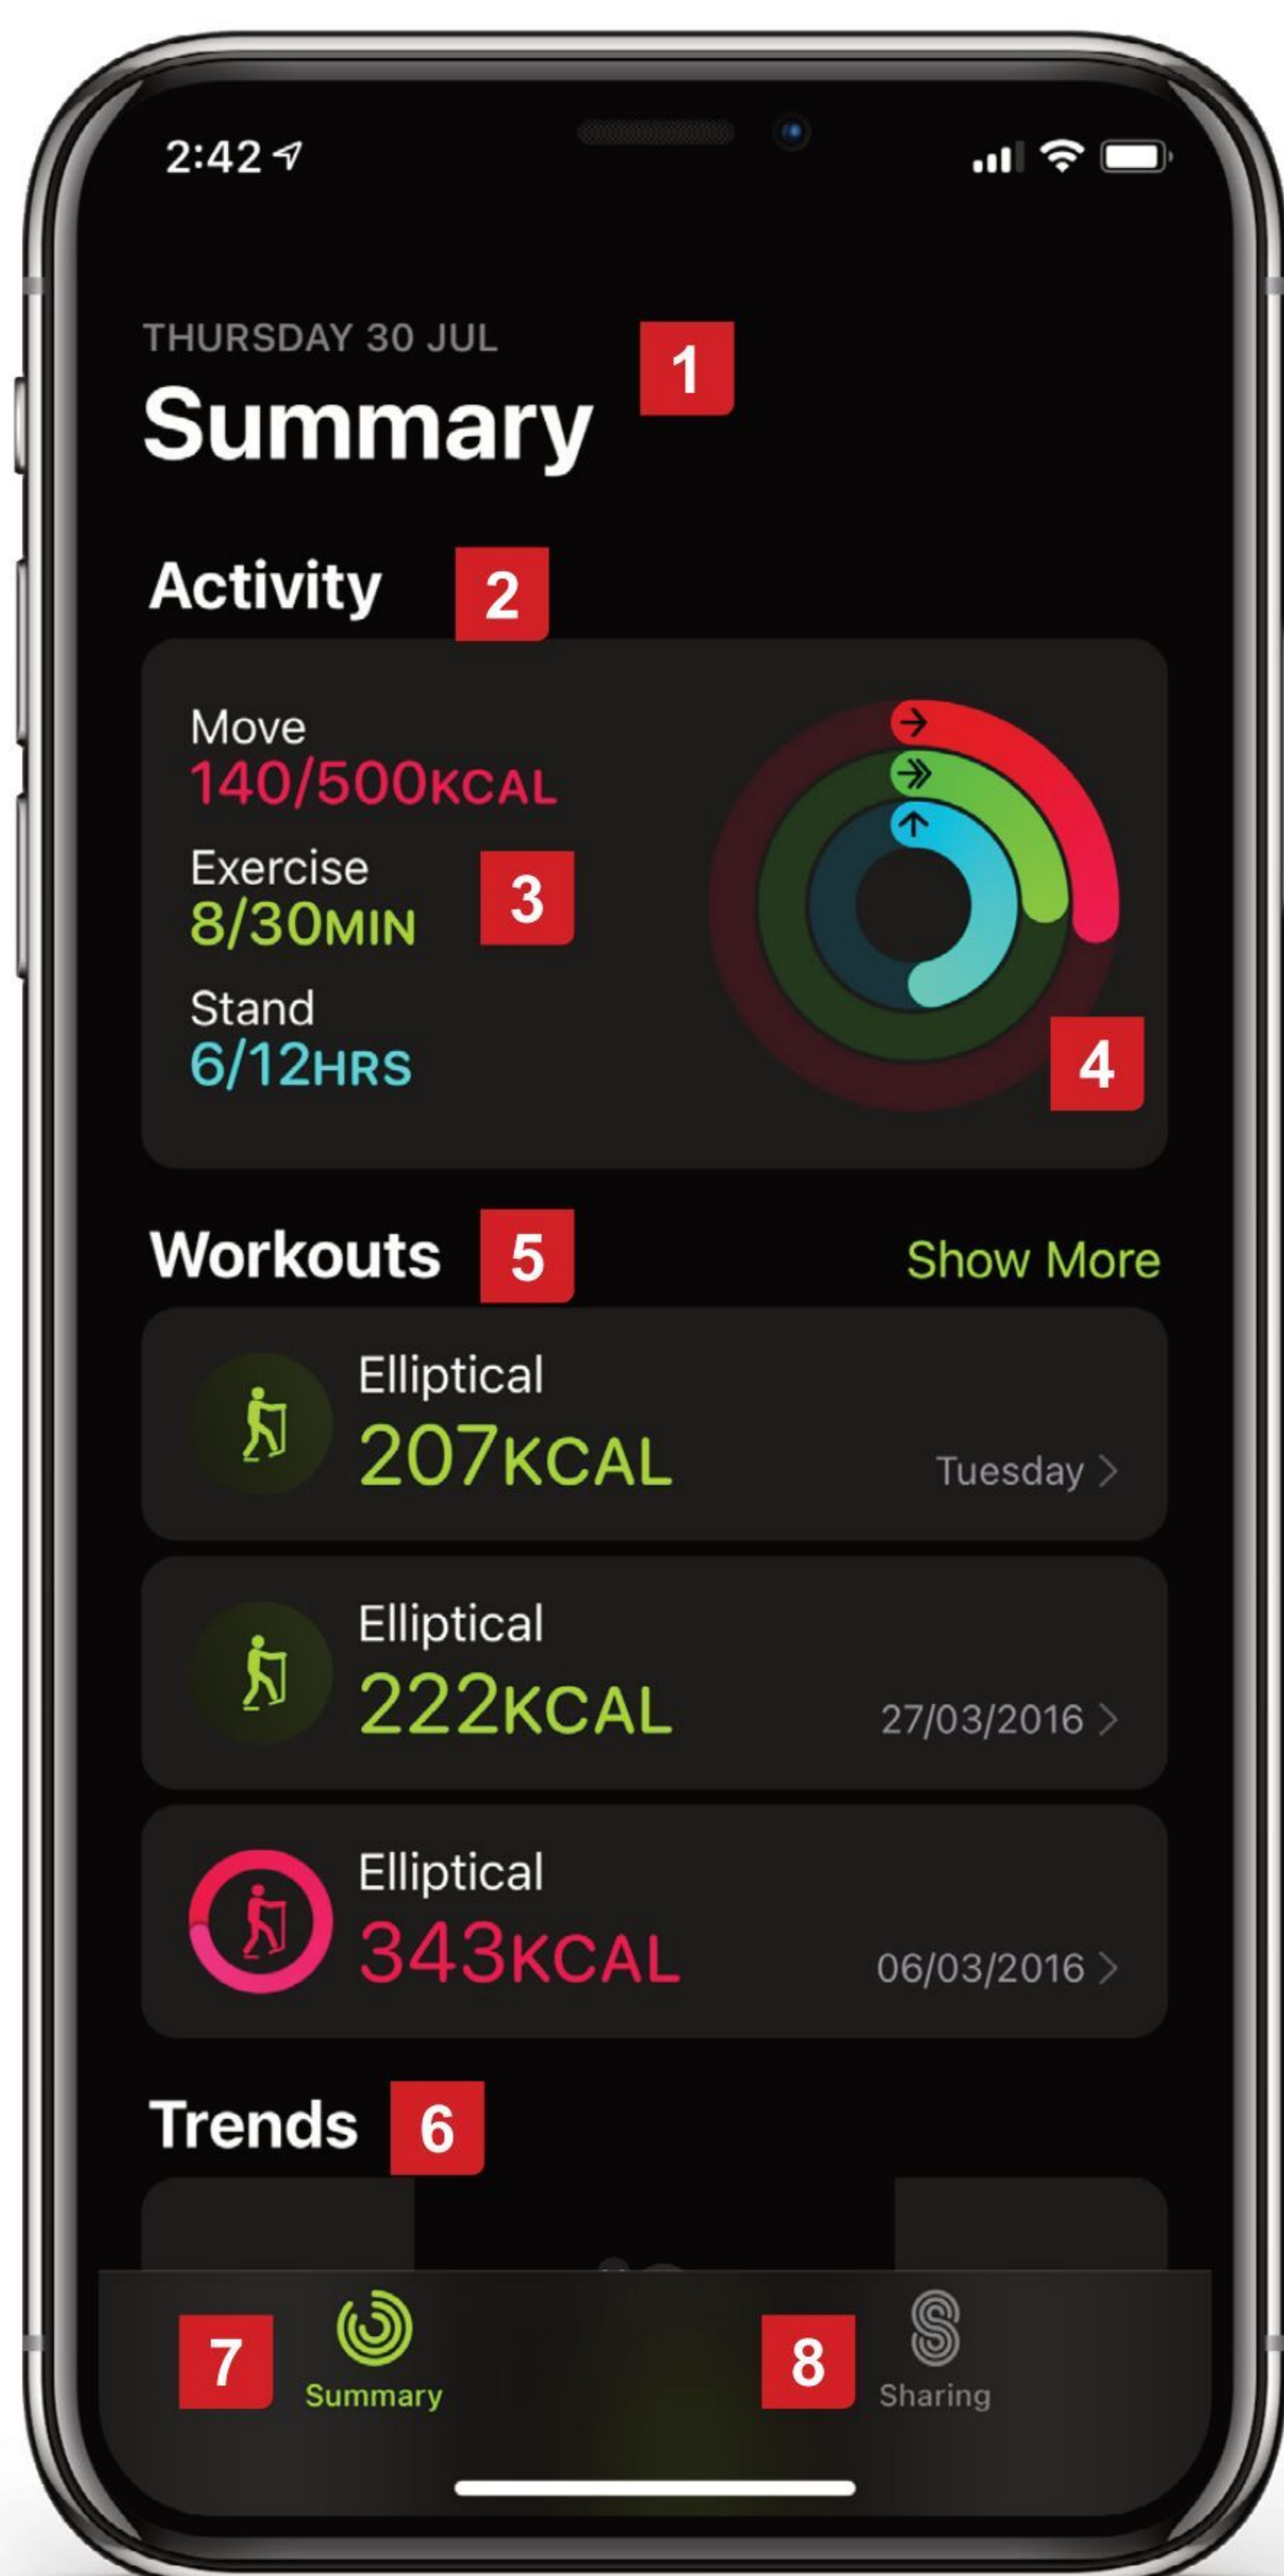 2:42
THURSDAY 30 JUL
1
Summary
Activity
2
Move
140/500KCAL
Exercise
8/30MIN
3
Stand
6/12HRS
4
Workouts
5
Show More
Elliptical
207KCAL
Tuesday
Elliptical
222KCAL
27/03/2016
Elliptical
343KCAL
06/03/2016
Trends
6
7
Summary
8
Sharing